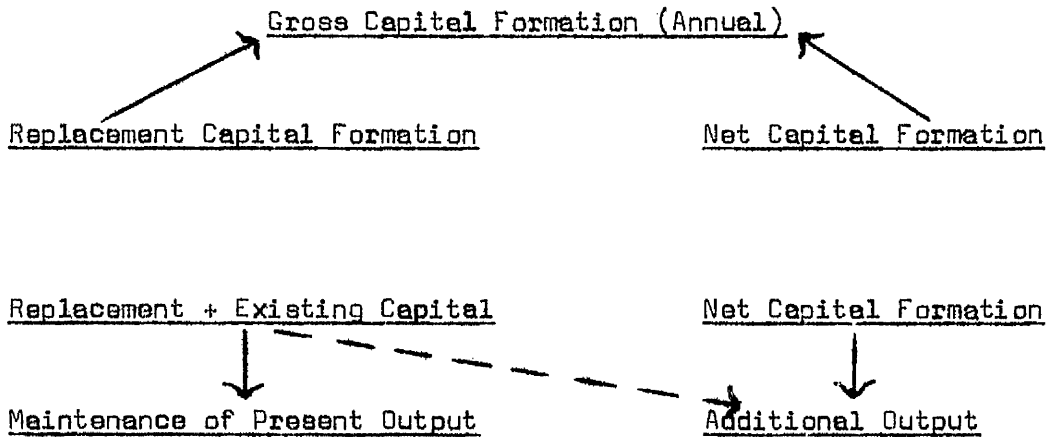 Gross Capital Formation (Annual)
Replacement Capital Formation
Net Capital Formation
Replacement + Existing Capital
Net Capital Formation
Maintenance of Present Output
Additional Output